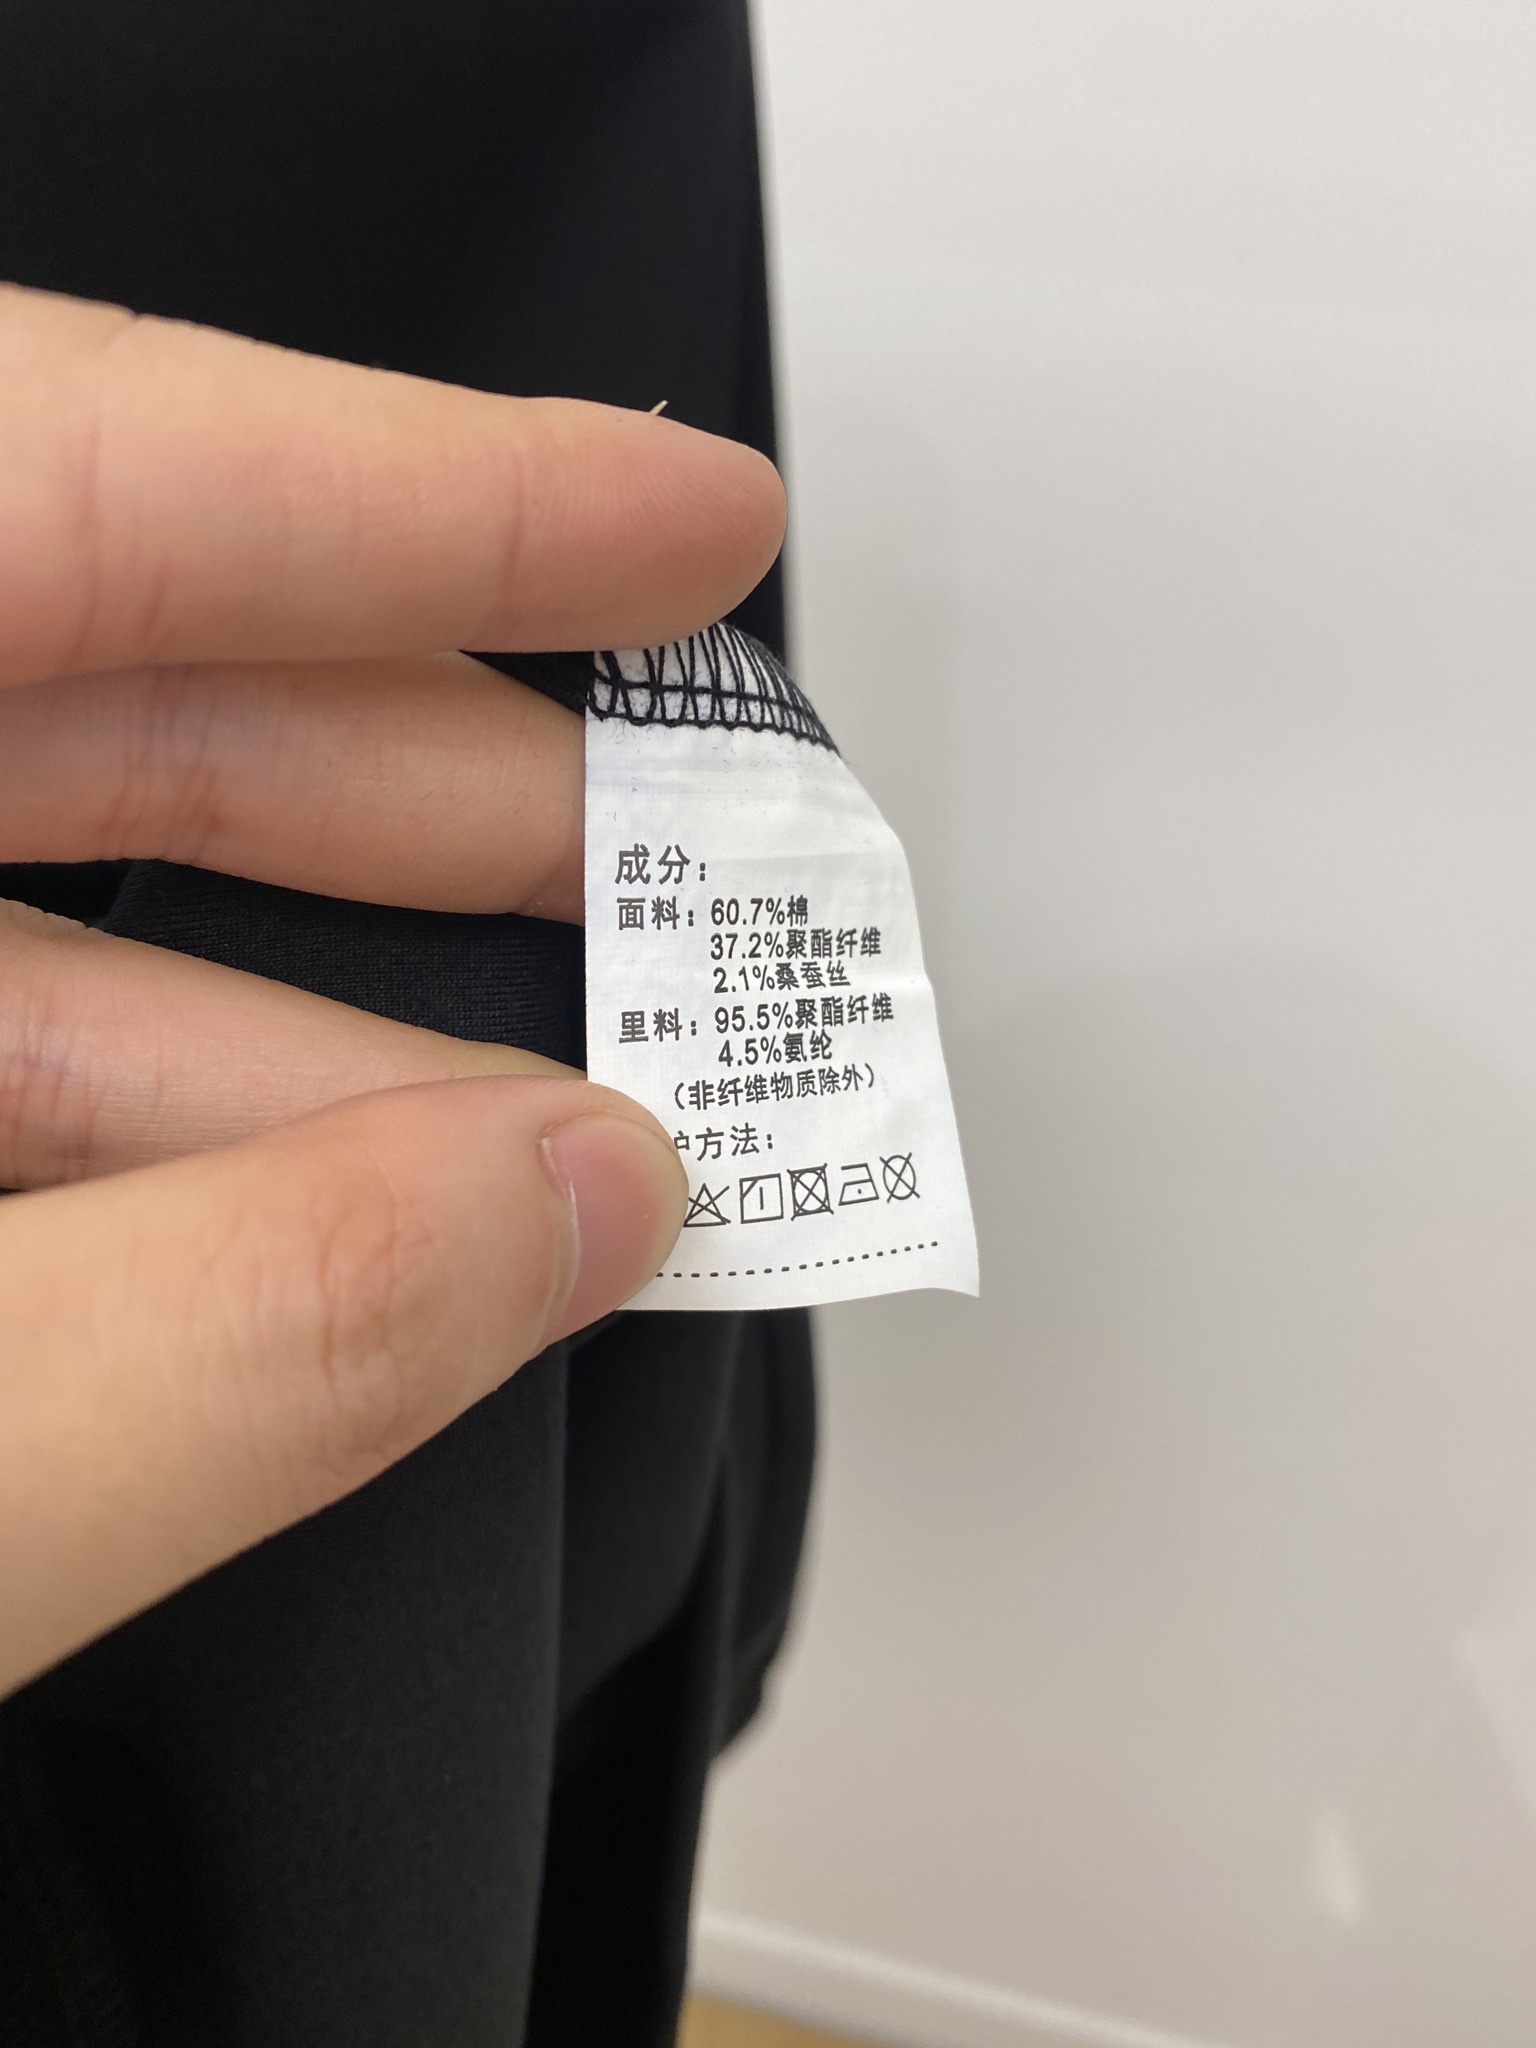 成分：
面料：60.7%棉
37.2%聚酯纤维
2.1%桑蚕丝
里料：95.5%聚酯纤维
4.5%氨纶
（非纤维物质除外）
方法：